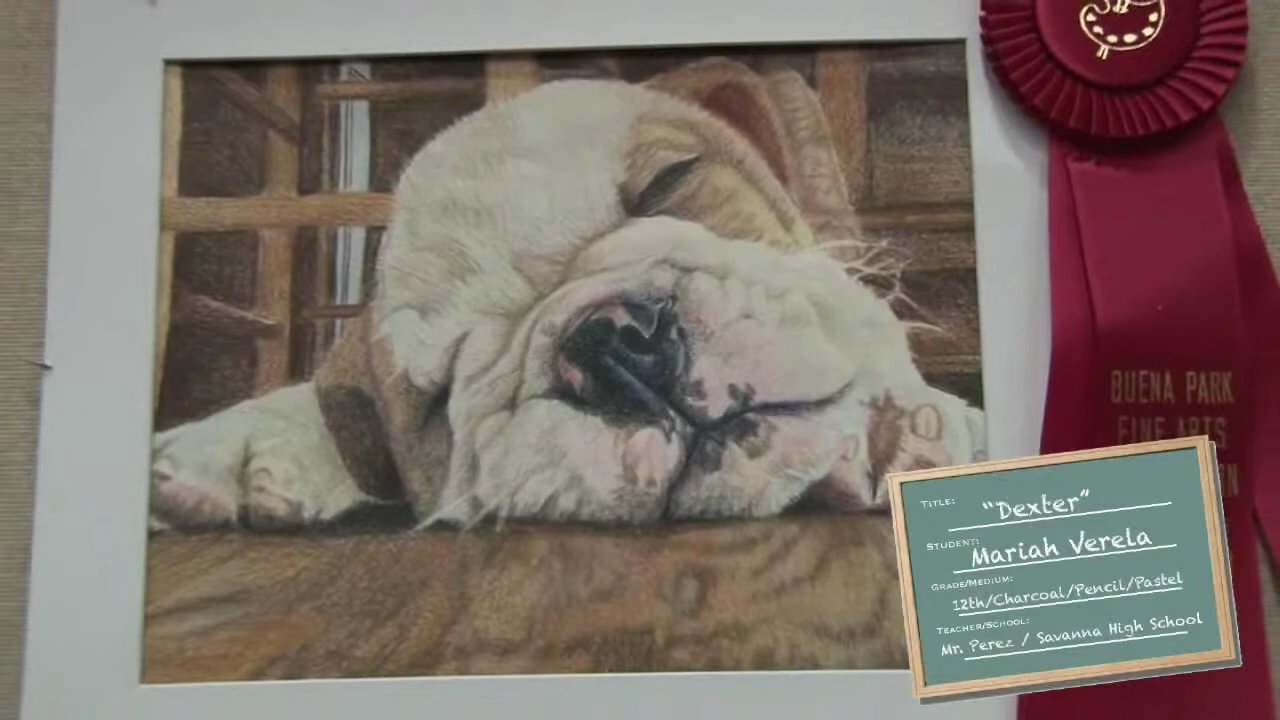 BUENA PARK
FINE ARTS
TITLE: "Dexter"
STUDENT: Mariah Verela
GRADE/MEDIUM:
12th/Charcoal/Pencil/Pastel
TEACHER/SCHOOL:
Mr. Perez / Savanna High School